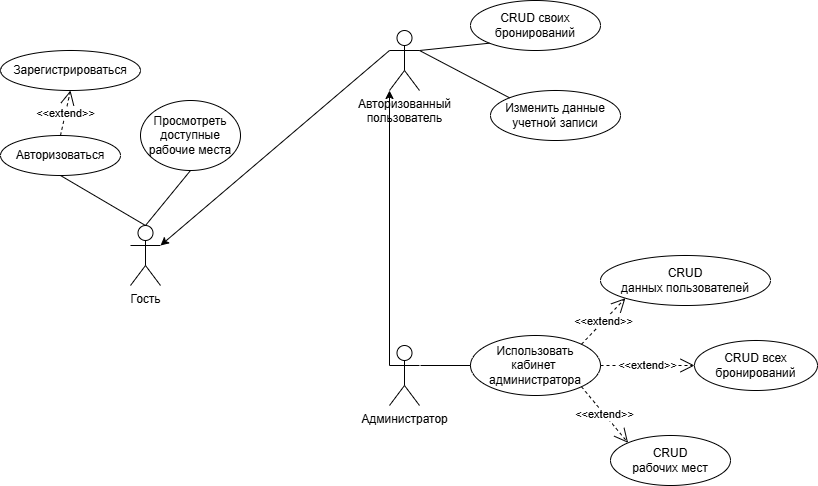 CRUD своих
бронирований
Зарегистрироваться
<<extend>>
Авторизованный
пользователь
Просмотреть
доступные
рабочие места
Изменить данные
учетной записи
Авторизоваться
Гость
CRUD
данных пользователей
<<extend>>
Использовать
кабинет
администратора
<<extend>>
CRUD всех
бронирований
Администратор
<<extend>>
CRUD
рабочих мест